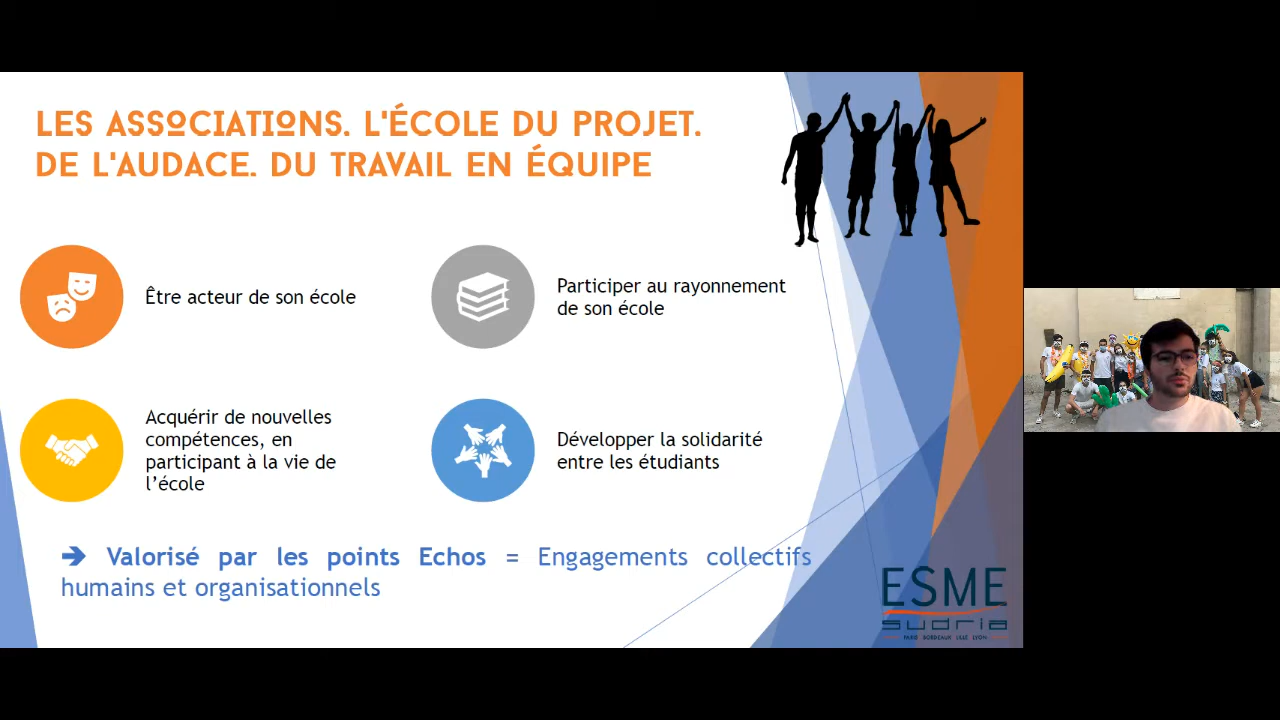 LES ASSOCIATIONS. L'ÉCOLE DU PROJET.
DE L'AUDACE. DU TRAVAIL EN ÉQUIPE
Être acteur de son école
Participer au rayonnement
de son école
Acquérir de nouvelles
compétences, en
participant à la vie de
l’école
Développer la solidarité
entre les étudiants
➔ Valorisé par les points Echos = Engagements collectifs
humains et organisationnels
ESME
sudria
PARIS BORDEAUX LILLE LYON